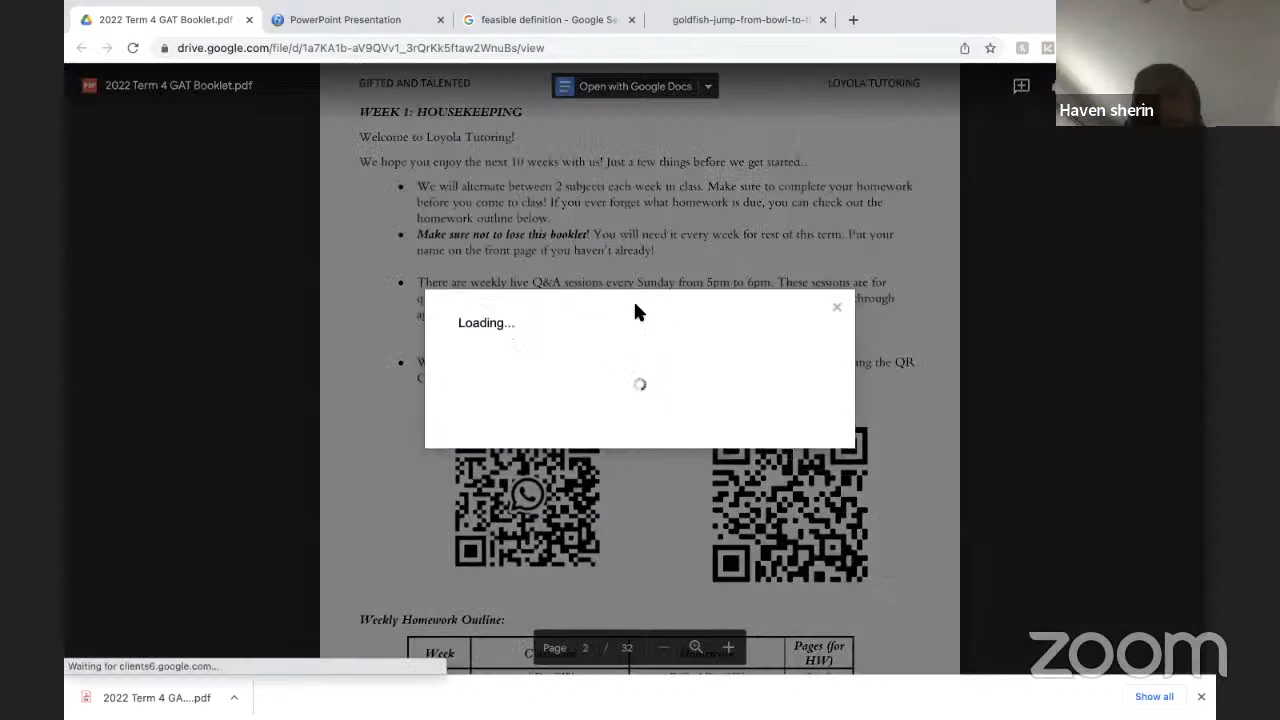 2022 Term 4 GAT Booklet.pdf
PowerPoint Presentation
feasible definition - Google Se
goldfish-jump-from-bowl-to-t
drive.google.com/file/d/1a7KA1b-aV9QVv1_3rQrKk5ftaw2WnuBs/view
2022 Term 4 GAT Booklet.pdf
Open with Google Docs
Haven sherin
GIFTED AND TALENTED
LOYOLA TUTORING
WEEK 1: HOUSEKEEPING
Welcome to Loyola Tutoring!
We hope you enjoy the next 10 weeks with us! Just a few things before we get started...
We will alternate between 2 subjects each week in class. Make sure to complete your homework
before you come to class! If you ever forget what homework is due, you can check out the
homework outline below.
Make sure not to lose this booklet! You will need it every week for rest of this term. Put your
name on the front page if you haven't already!
There are weekly live Q&A sessions every Sunday from 5pm to 6pm. These sessions are for
through
Loading...
ing the QR
Weekly Homework Outline:
Week
Pages (for
HW)
Page 2 / 32
Waiting for clients6.google.com...
2022 Term 4 GA....pdf
Show all
zoom